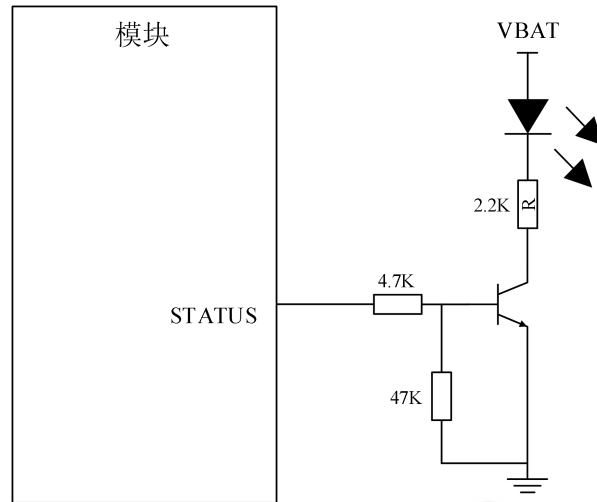 模块
VBAT
2.2K
R
4.7K
STATUS
47K